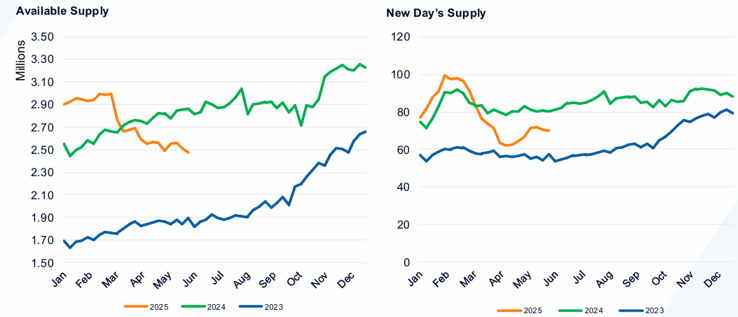 Available Supply
Millions
3.50
3.30
3.10
2.90
2.70
2.50
2.30
2.10
1.90
1.70
1.50
Jan Feb Mar Apr May Jun Jul Aug Sep Oct Nov Dec
2025 2024 2023
New Day's Supply
120
100
80
60
40
20
0
Jan Feb Mar Apr May Jun Jul Aug Sep Oct Nov Dec
2025 2024 2023